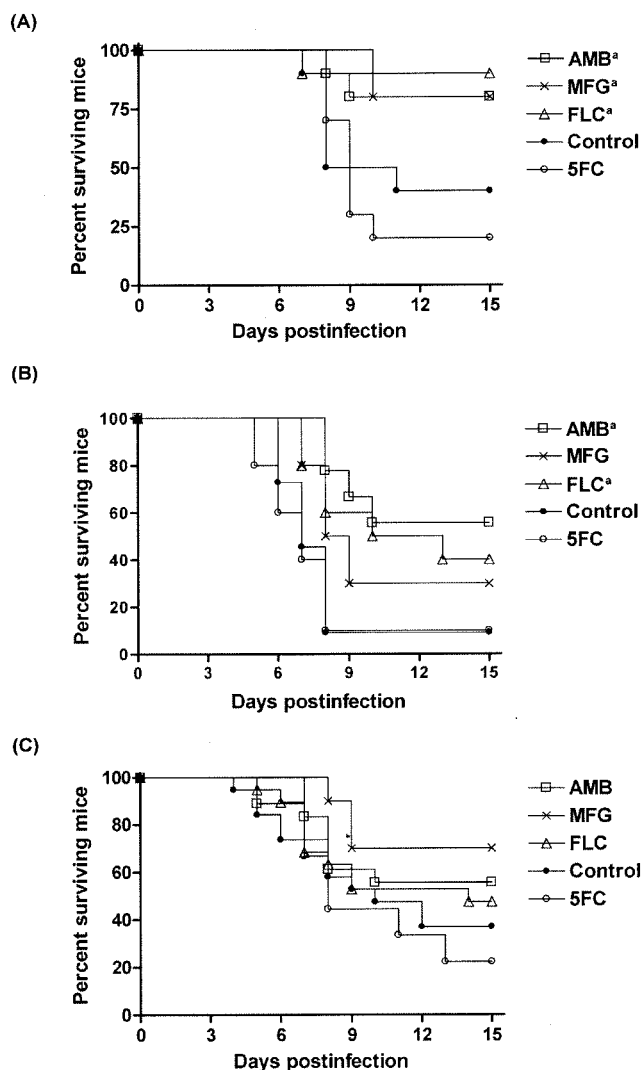 (A)
100
75
50
25
0
Percent surviving mice
0 3 6 9 12 15
Days postinfection
AMBᵃ
MFGᵃ
FLCᵃ
Control
5FC
(B)
100
80
60
40
20
0
Percent surviving mice
0 3 6 9 12 15
Days postinfection
AMBᵃ
MFG
FLCᵃ
Control
5FC
(C)
100
80
60
40
20
0
Percent surviving mice
0 3 6 9 12 15
Days postinfection
AMB
MFG
FLC
Control
5FC